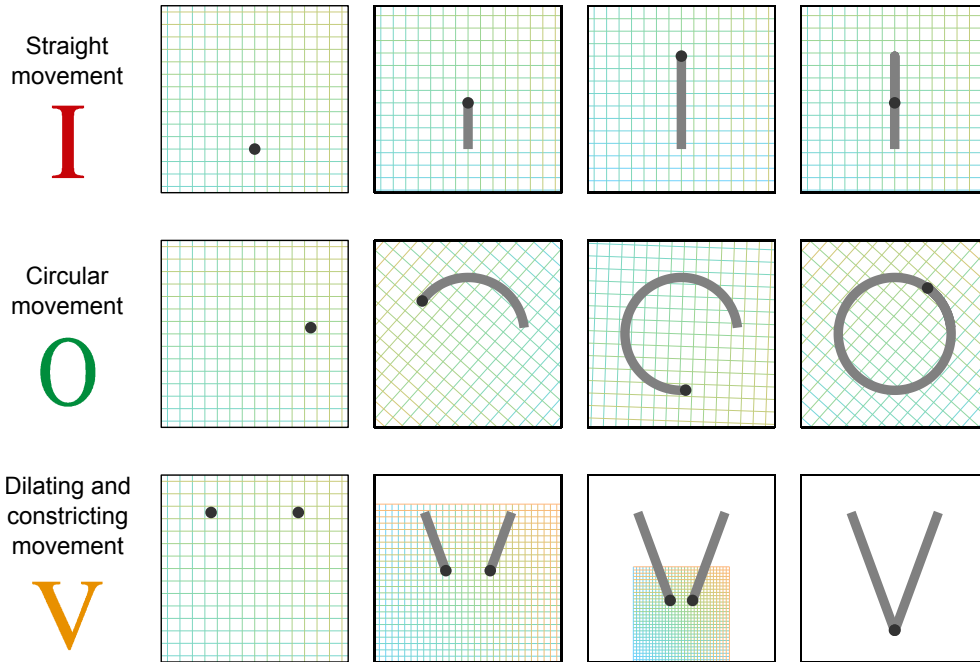 Straight
movement
I
Circular
movement
O
Dilating and
constricting
movement
V